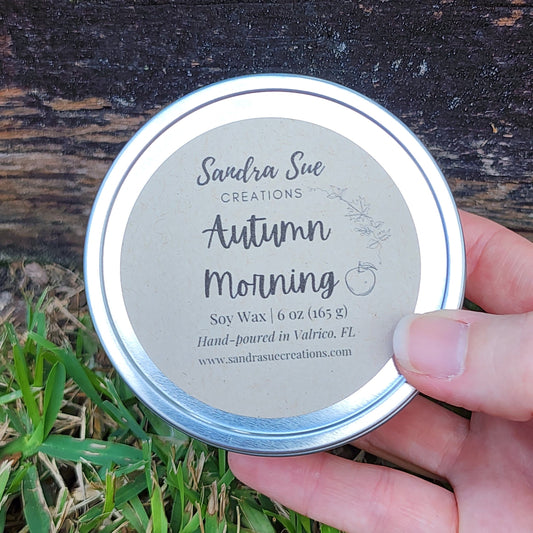 Sandra Sue
CREATIONS
Autumn
Morning
Soy Wax | 6 oz (165 g)
Hand-poured in Valrico, FL
www.sandrasuecreations.com